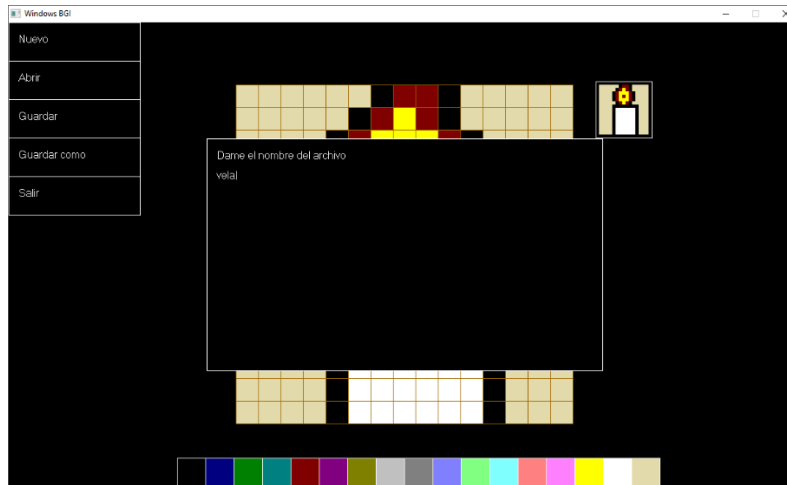 Windows BGI
Nuevo
Abrir
Guardar
Guardar como
Salir
Dame el nombre del archivo
vela|